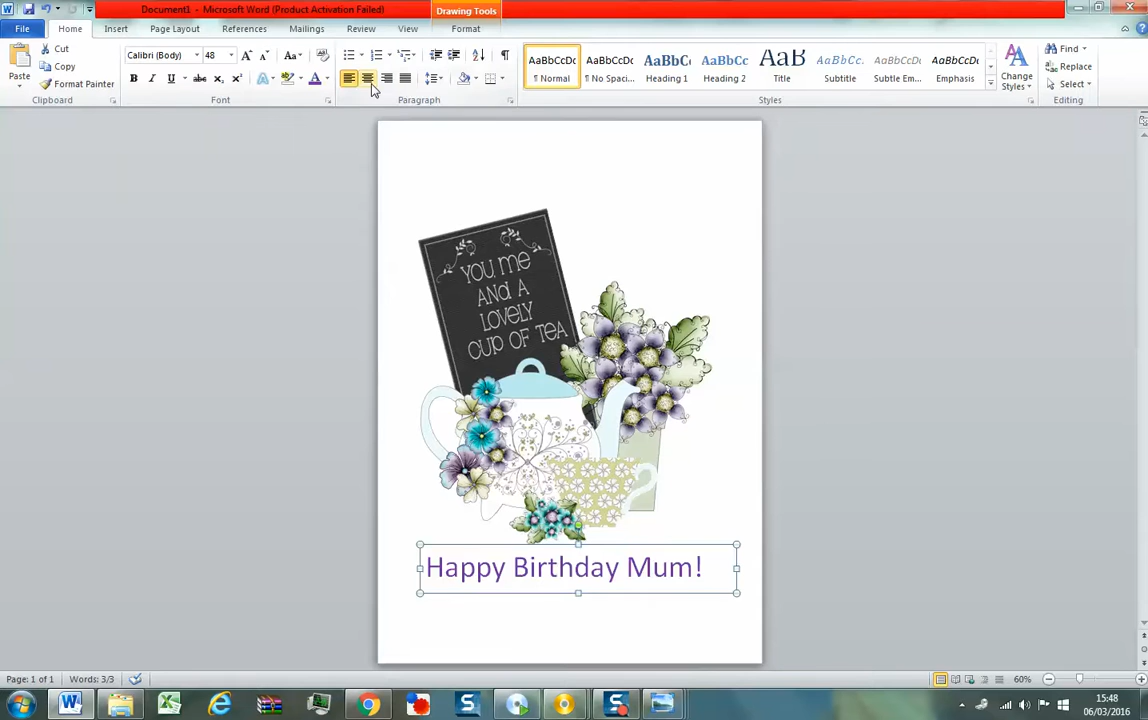 Document1 - Microsoft Word (Product Activation Failed)
Drawing Tools
File
Home
Insert
Page Layout
References
Mailings
Review
View
Format
Paste
Cut
Copy
Format Painter
Clipboard
Calibri (Body)
48
Font
Paragraph
AaBbCcDc
¶ Normal
AaBbCcDc
¶ No Spaci...
AaBbCc
Heading 1
AaBbCc
Heading 2
AaB
Title
AaBbCc.
Subtitle
AaBbCcDc
Subtle Em...
AaBbCcDc
Emphasis
Change
Styles
Styles
Find
Replace
Select
Editing
YOU, me
AND A
LOVELY
CUP OF TEA
Happy Birthday Mum!
Page: 1 of 1
Words: 3/3
60%
15:48
06/03/2016